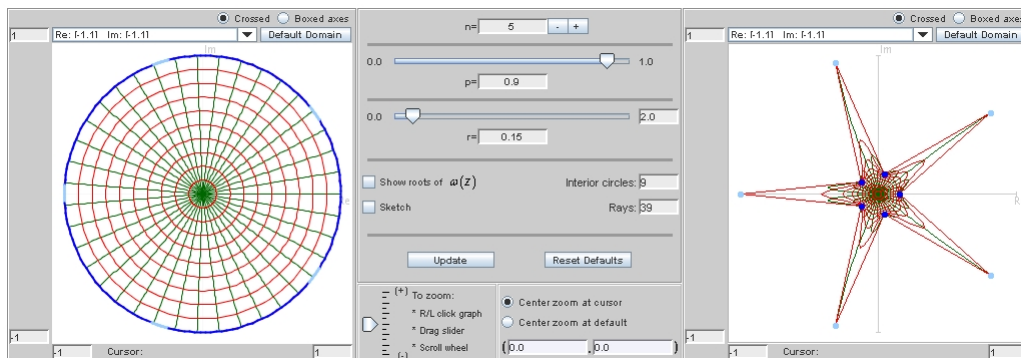 Crossed Boxed axes
1 Re: [-1,1] Im: [-1,1] Default Domain
Im
-1
-1 Cursor: 1
n= 5 - +
0.0 1.0
p= 0.9
0.0 2.0
r= 0.15
Show roots of ω(z) Interior circles: 9
Sketch Rays: 39
Update Reset Defaults
(+) To zoom:
* R/L click graph
* Drag slider
* Scroll wheel
(-)
Center zoom at cursor
Center zoom at default
( 0.0 , 0.0 )
Crossed Boxed axes
1 Re: [-1,1] Im: [-1,1] Default Domain
Im
R
-1
-1 Cursor: 1